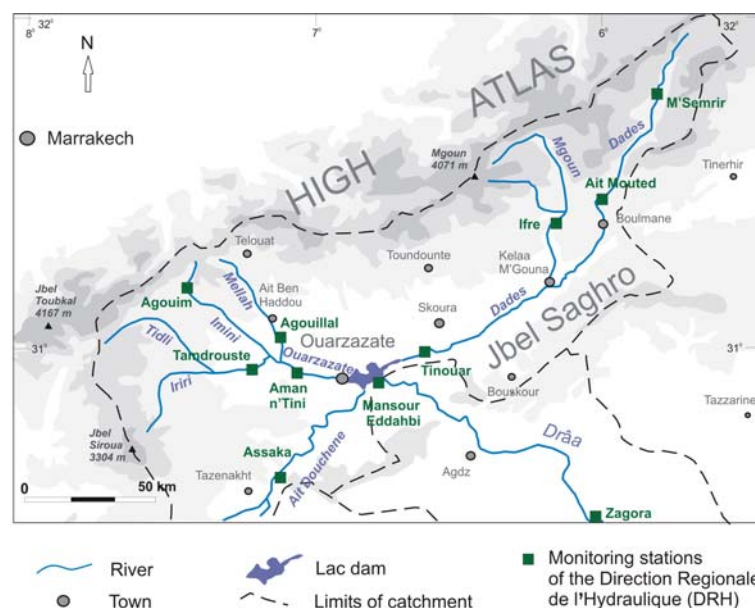 8° 32°
7°
6°
32°
N
ATLAS
HIGH
Marrakech
M'Semrir
Dades
Mgoun
4071 m
Mgoun
Tinerhir
Ait Mouted
Ifre
Boulmane
Telouat
Toundounte
Kelaa
M'Gouna
Jbel
Toubkal
4167 m
Agouim
Mellah
Ait Ben
Haddou
Skoura
Dades
Jbel Saghro
Imini
Agouillal
Ouarzazate
31°
Tidli
Tamdrouste
Ouarzazate
Tinouar
31°
Iriri
Aman
n'Tini
Mansour
Eddahbi
Bouskour
Tazzarine
Jbel
Siroua
3304 m
Assaka
Ait Douchene
Drâa
Tazenakht
Agdz
0 50 km
Zagora
River
Lac dam
Monitoring stations
of the Direction Regionale
de l'Hydraulique (DRH)
Town
Limits of catchment